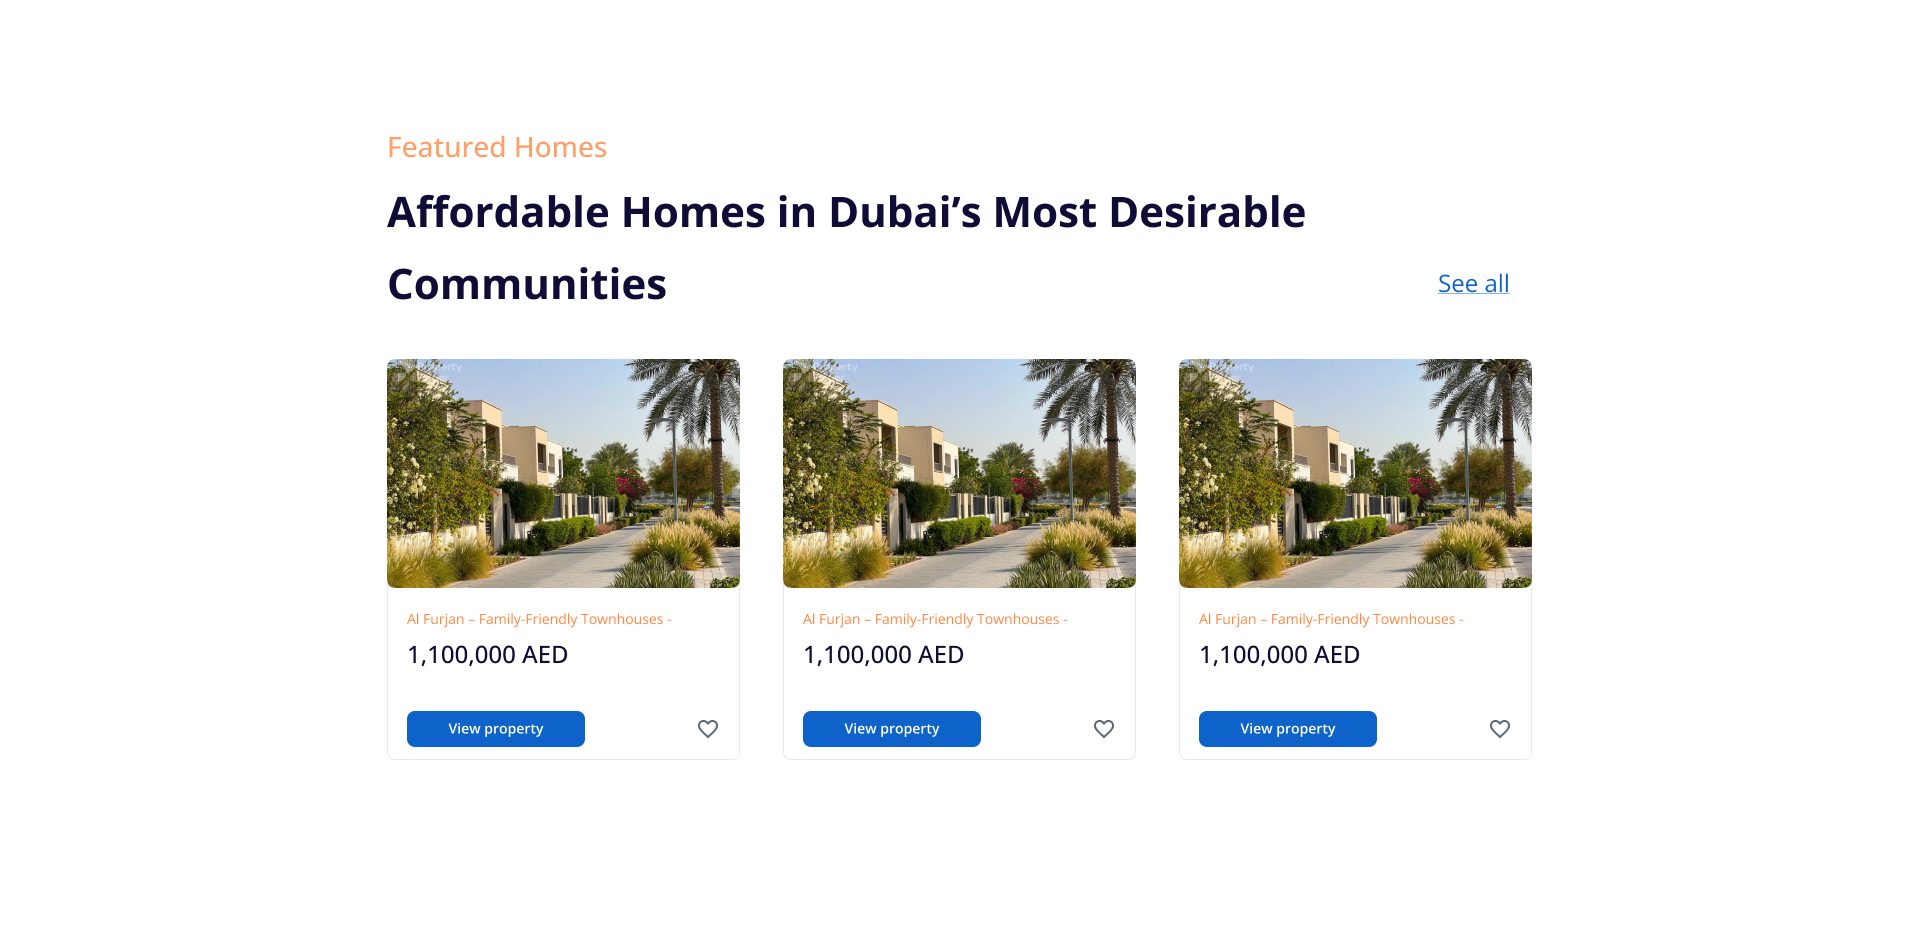 Featured Homes
Affordable Homes in Dubai’s Most Desirable
Communities
See all
Al Furjan – Family-Friendly Townhouses -
1,100,000 AED
View property
Al Furjan – Family-Friendly Townhouses -
1,100,000 AED
View property
Al Furjan – Family-Friendly Townhouses -
1,100,000 AED
View property